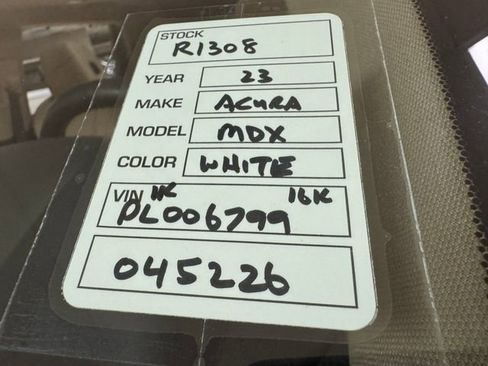 STOCK
R1308
YEAR 23
MAKE ACURA
MODEL MDX
COLOR WHITE
VIN 16K
PL006799
045226